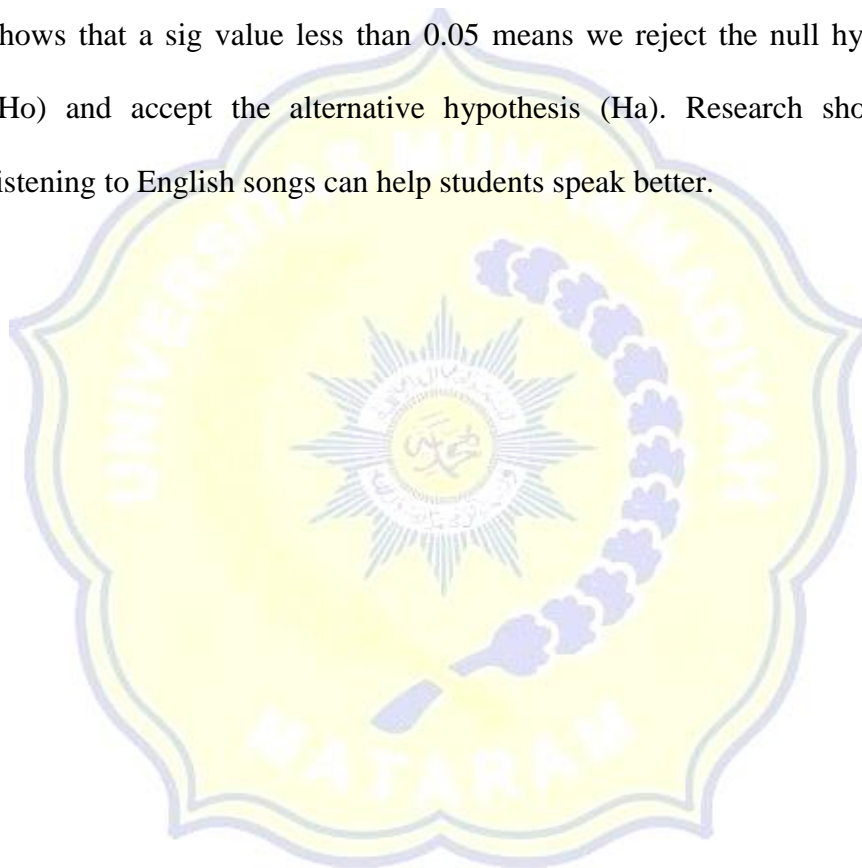 hows that a sig value less than 0.05 means we reject the null hy
Ho) and accept the alternative hypothesis (Ha). Research sho
istening to English songs can help students speak better.
UNIVERSITAS MUHAMMADIYAH
MATARAM